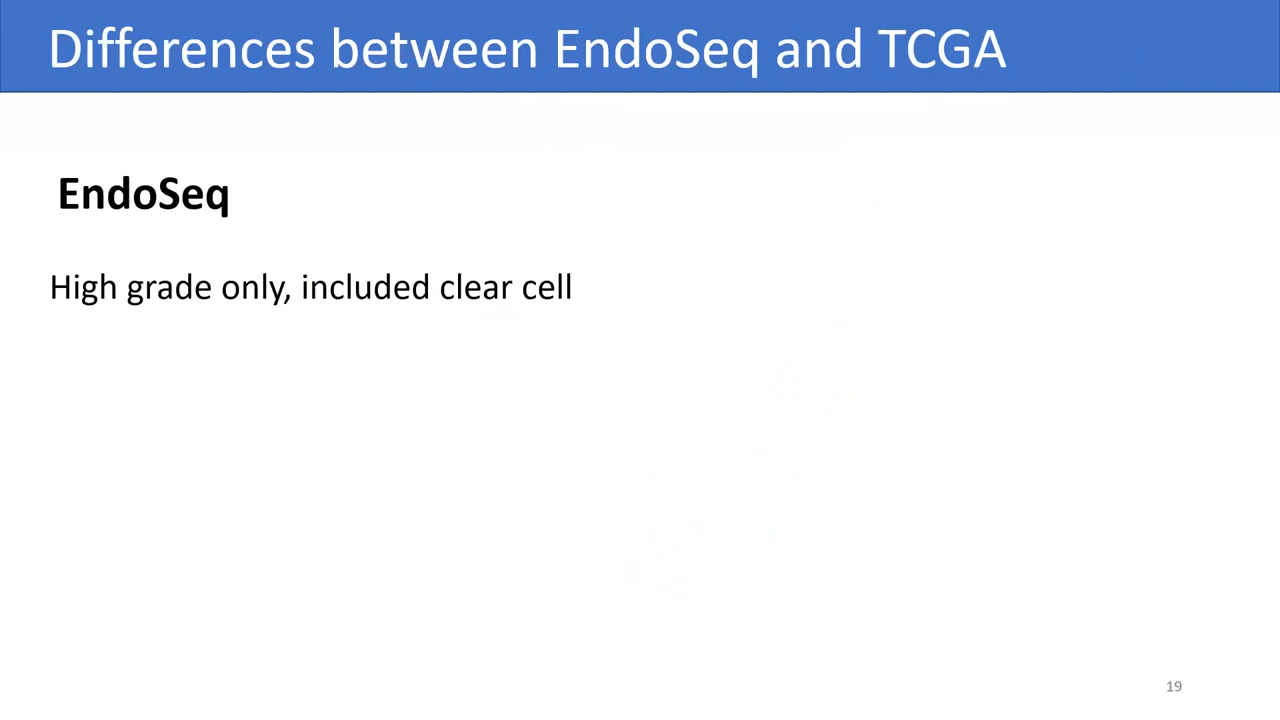 Differences between EndoSeq and TCGA
EndoSeq
High grade only, included clear cell
19